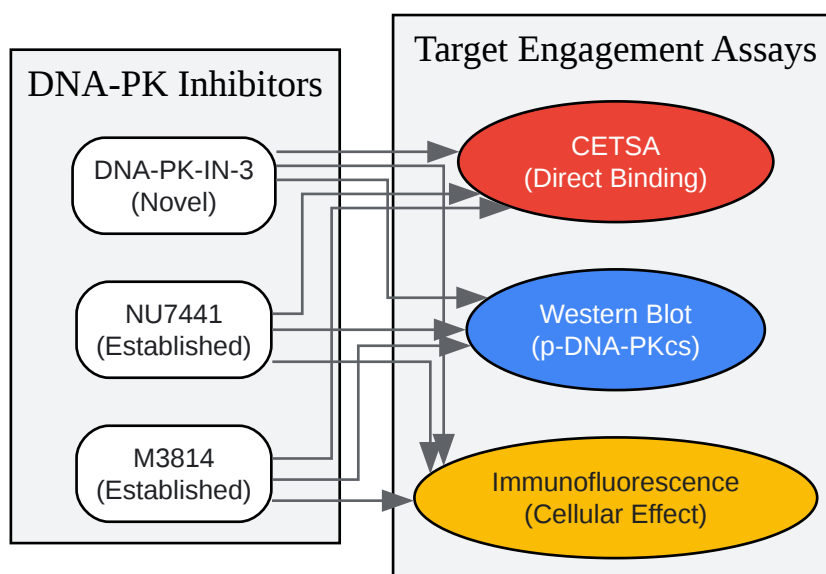 DNA-PK Inhibitors
DNA-PK-IN-3
(Novel)
NU7441
(Established)
M3814
(Established)
Target Engagement Assays
CETSA
(Direct Binding)
Western Blot
(p-DNA-PKcs)
Immunofluorescence
(Cellular Effect)